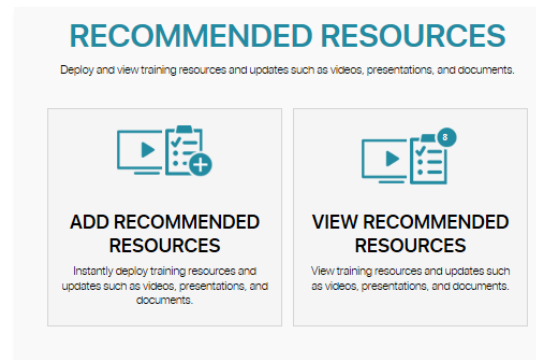 RECOMMENDED RESOURCES
Deploy and view training resources and updates such as videos, presentations, and documents.
ADD RECOMMENDED
RESOURCES
Instantly deploy training resources and
updates such as videos, presentations, and
documents.
8
VIEW RECOMMENDED
RESOURCES
View training resources and updates such
as videos, presentations, and documents.